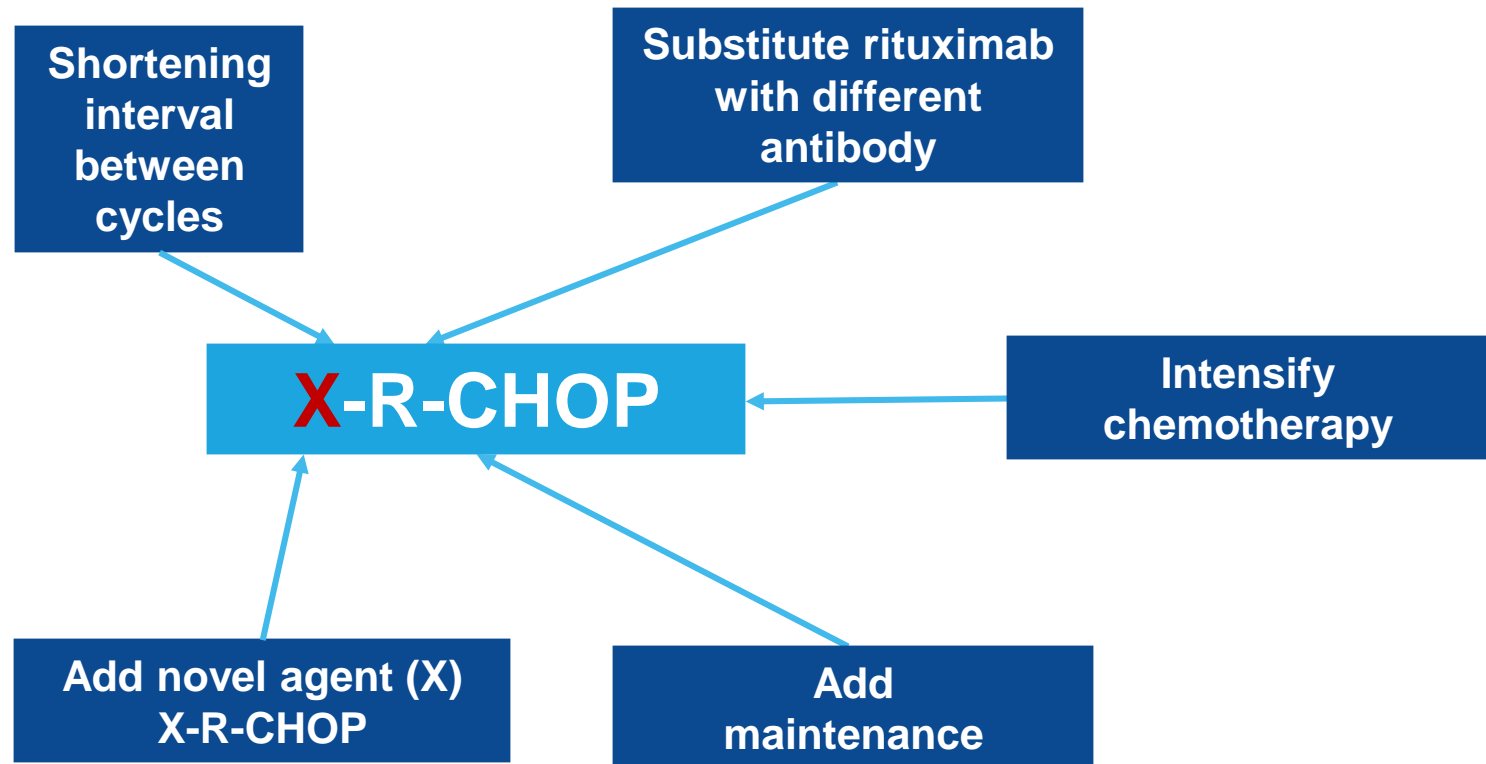 Shortening
interval
between
cycles
Substitute rituximab
with different
antibody
X-R-CHOP
Intensify
chemotherapy
Add novel agent (X)
X-R-CHOP
Add
maintenance